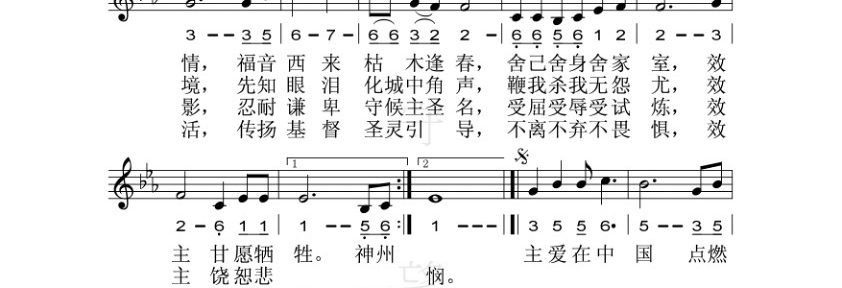 3 - - 3 5 | 6 - 7 - | 6 6 3 2 2 - | 6 6 5 6 1 2 | 2 - - 3 |
情，福音 西 来 枯 木逢 春，舍己舍身舍家 室，效
境，先知 眼 泪 化城中角 声，鞭我杀我无怨 尤，效
影，忍耐 谦 卑 守候主圣 名，受屈受辱受试 炼，效
活，传扬 基 督 圣灵引 导，不离不弃不畏 惧，效
1 2
2 - 6 1 1 | 1 - - 5 6 :| 1 - - - || 3 5 5 6· | 5 - - 3 5 |
主 甘愿牺 牲。神州 主爱在中 国 点燃
主 饶恕悲 悯。